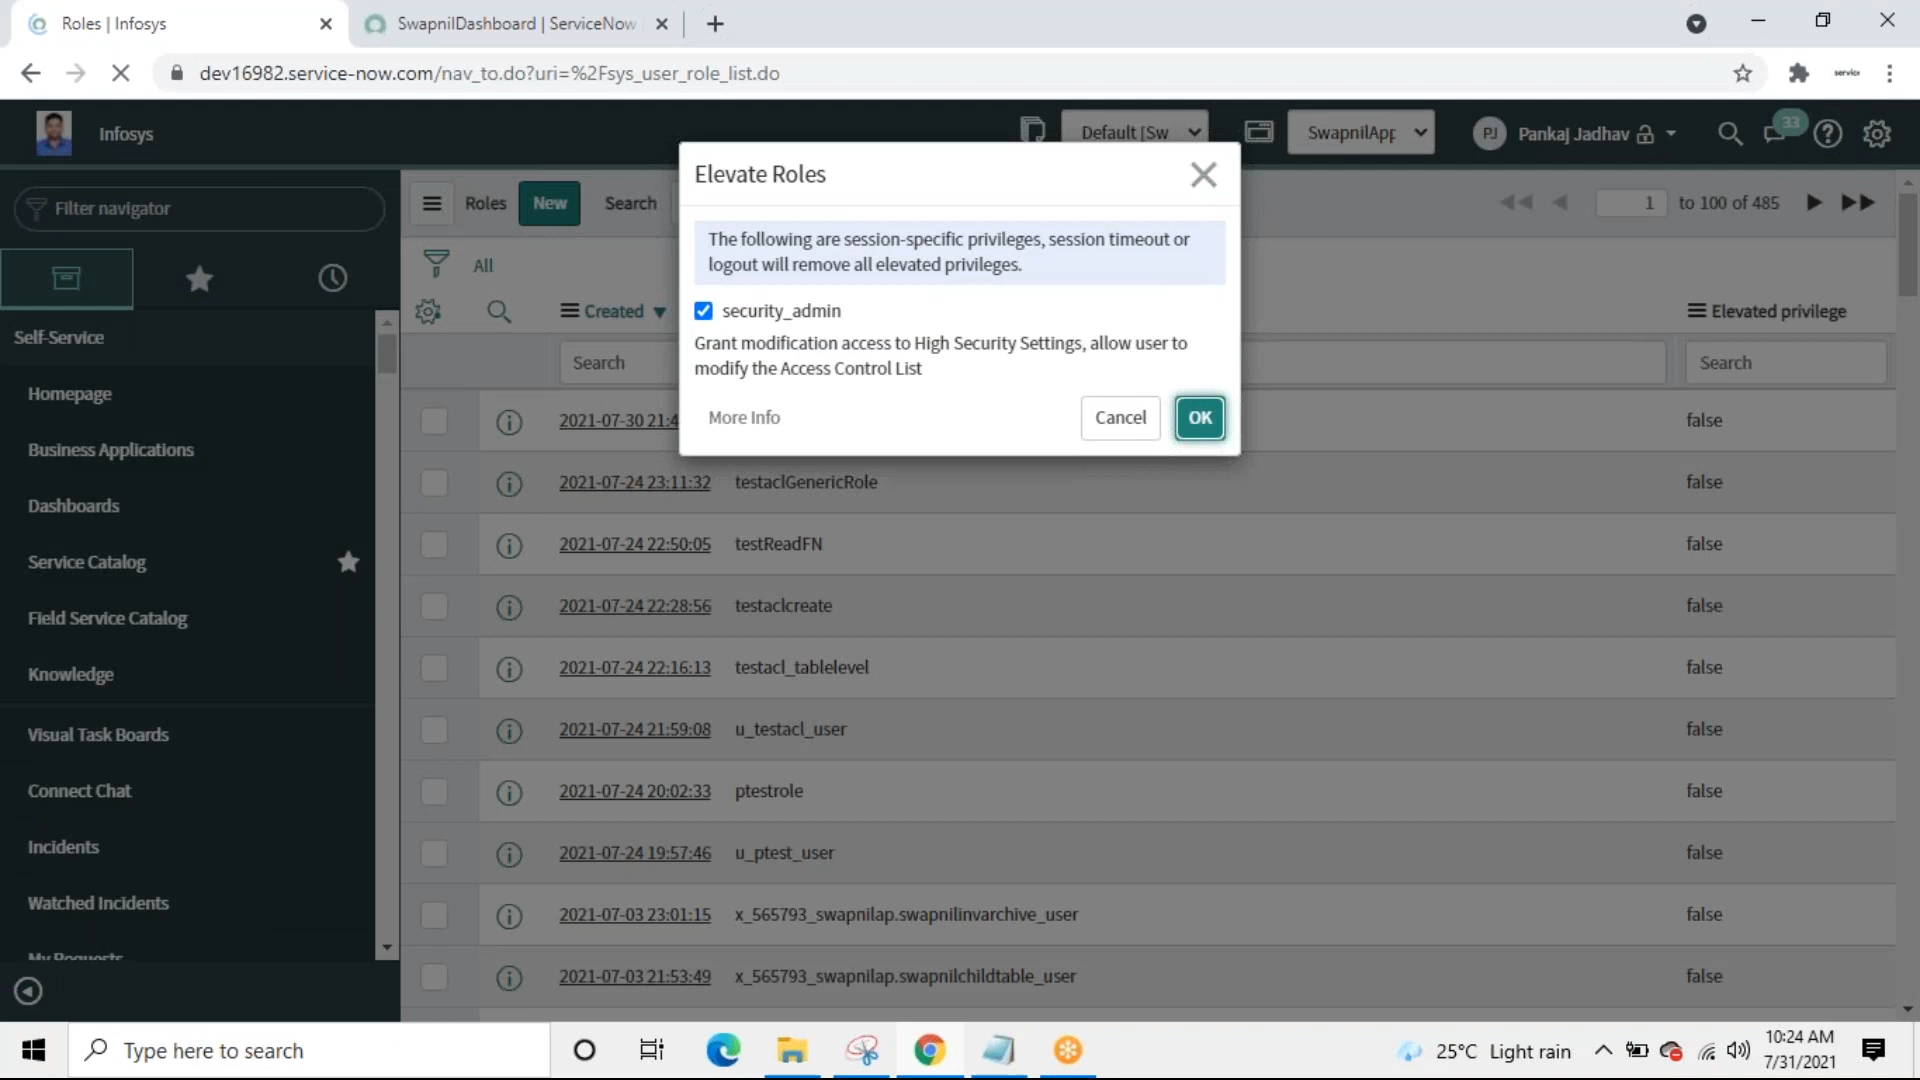 Roles | Infosys
SwapnilDashboard | ServiceNow
dev16982.service-now.com/nav_to.do?uri=%2Fsys_user_role_list.do
service
Infosys
Default [Sw
SwapnilApp
PJ
Pankaj Jadhav
33
Filter navigator
Self-Service
Homepage
Business Applications
Dashboards
Service Catalog
Field Service Catalog
Knowledge
Visual Task Boards
Connect Chat
Incidents
Watched Incidents
My Requests
Roles
New
Search
1
to 100 of 485
All
Created
Elevated privilege
Search
Search
Elevate Roles
The following are session-specific privileges, session timeout or
logout will remove all elevated privileges.
security_admin
Grant modification access to High Security Settings, allow user to
modify the Access Control List
More Info
Cancel
OK
2021-07-30 21:4 false
2021-07-24 23:11:32 testaclGenericRole false
2021-07-24 22:50:05 testReadFN false
2021-07-24 22:28:56 testaclcreate false
2021-07-24 22:16:13 testacl_tablelevel false
2021-07-24 21:59:08 u_testacl_user false
2021-07-24 20:02:33 ptestrole false
2021-07-24 19:57:46 u_ptest_user false
2021-07-03 23:01:15 x_565793_swapnilap.swapnilinvarchive_user false
2021-07-03 21:53:49 x_565793_swapnilap.swapnilchildtable_user false
Type here to search
25°C Light rain
10:24 AM
7/31/2021